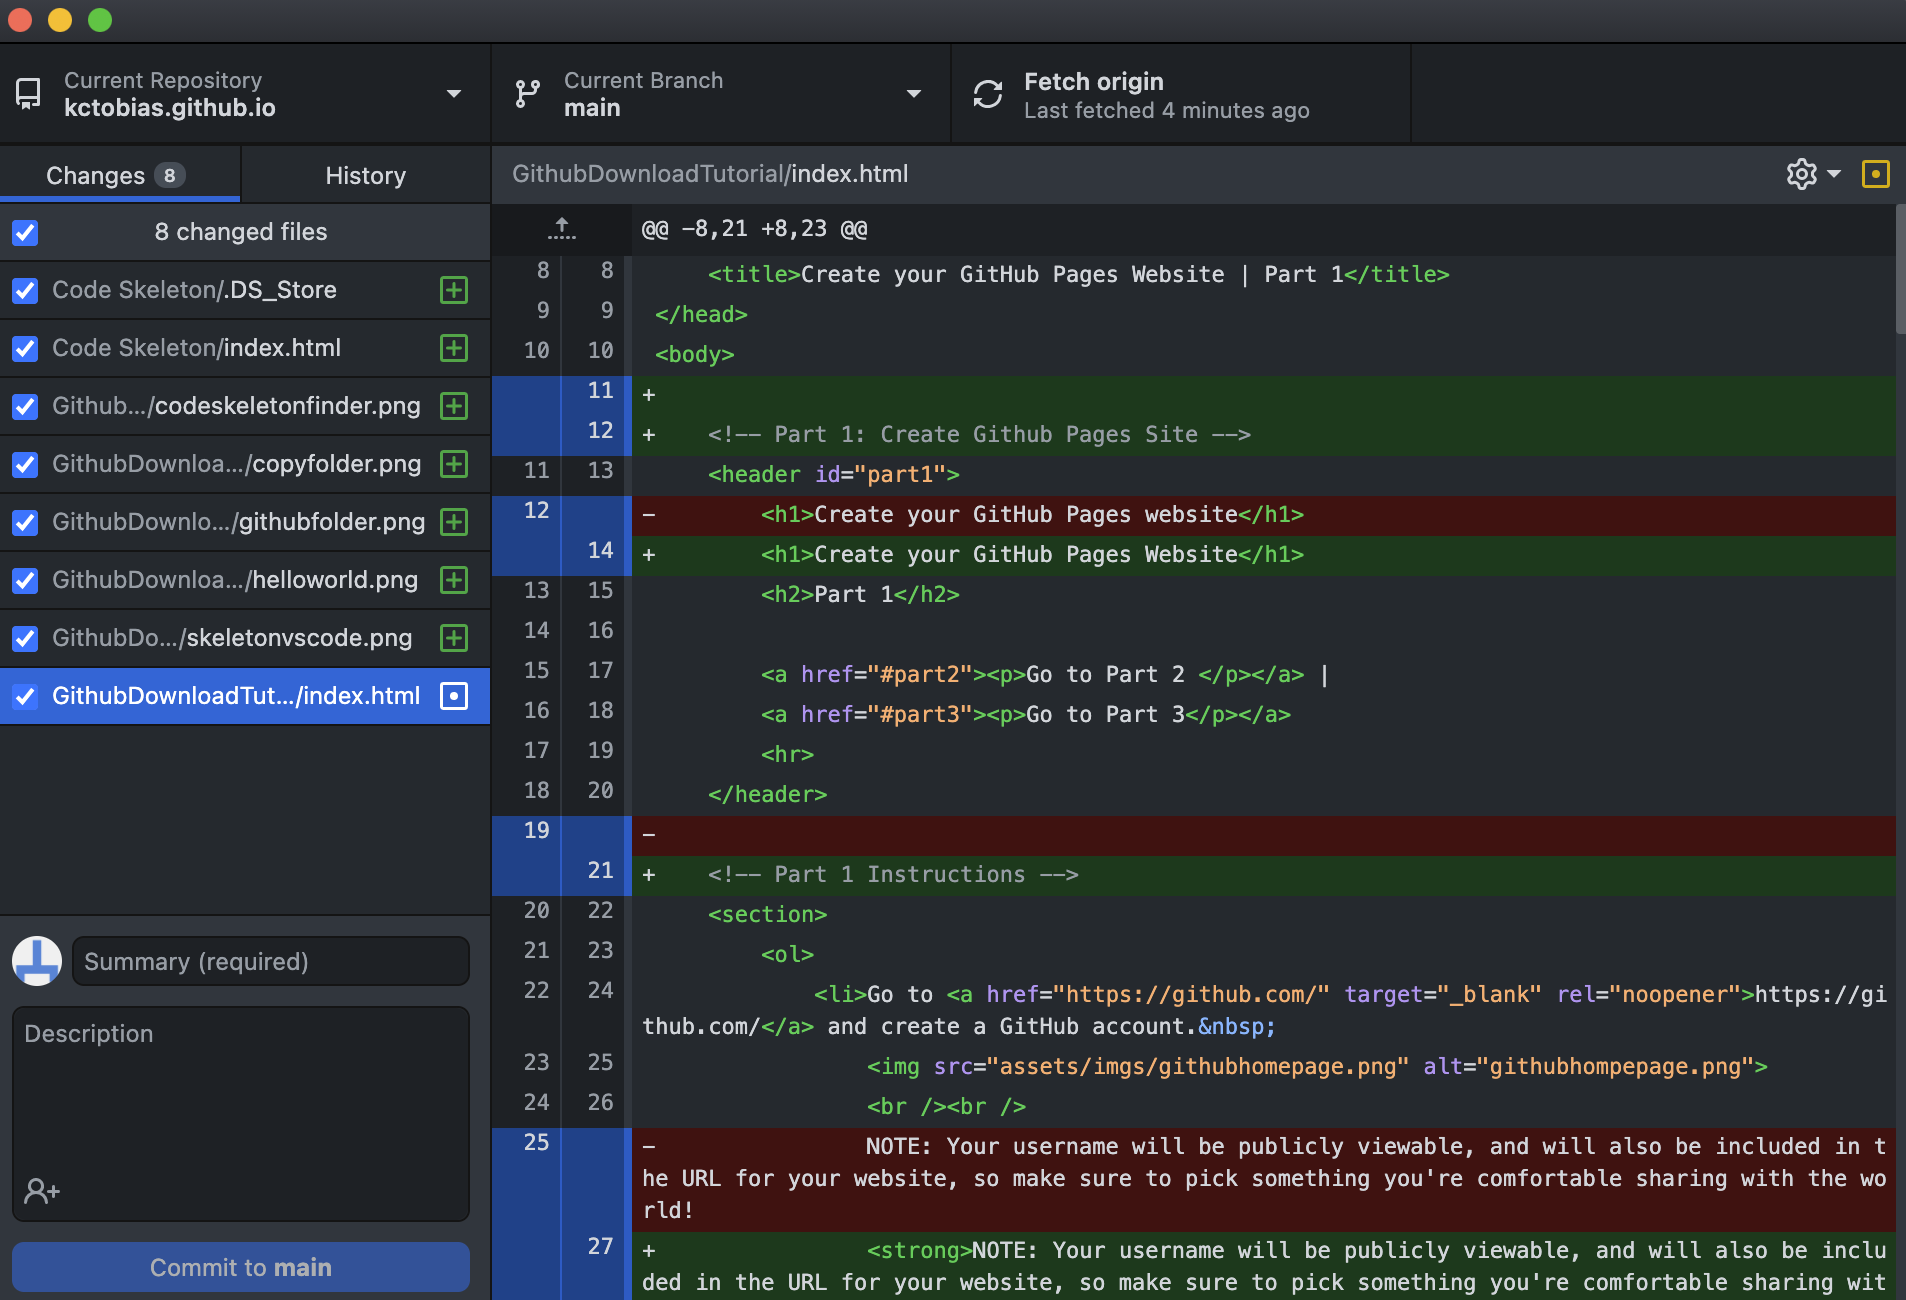 Current Repository
kctobias.github.io
Current Branch
main
Fetch origin
Last fetched 4 minutes ago
Changes 8
History
8 changed files
Code Skeleton/.DS_Store
Code Skeleton/index.html
Github.../codeskeletonfinder.png
GithubDownloa.../copyfolder.png
GithubDownlo.../githubfolder.png
GithubDownloa.../helloworld.png
GithubDo.../skeletonvscode.png
GithubDownloadTut.../index.html
Summary (required)
Description
Commit to main
GithubDownloadTutorial/index.html
@@ -8,21 +8,23 @@
8 8 <title>Create your GitHub Pages Website | Part 1</title>
9 9 </head>
10 10 <body>
11 +
12 + <!-- Part 1: Create Github Pages Site -->
11 13 <header id="part1">
12 - <h1>Create your GitHub Pages website</h1>
14 + <h1>Create your GitHub Pages Website</h1>
13 15 <h2>Part 1</h2>
14 16
15 17 <a href="#part2"><p>Go to Part 2 </p></a> |
16 18 <a href="#part3"><p>Go to Part 3</p></a>
17 19 <hr>
18 20 </header>
19 -
21 + <!-- Part 1 Instructions -->
20 22 <section>
21 23 <ol>
22 24 <li>Go to <a href="https://github.com/" target="_blank" rel="noopener">https://gi
thub.com/</a> and create a GitHub account.&nbsp;
23 25 <img src="assets/imgs/githubhomepage.png" alt="githubhompepage.png">
24 26 <br /><br />
25 - NOTE: Your username will be publicly viewable, and will also be included in t
he URL for your website, so make sure to pick something you're comfortable sharing with the wo
rld!
27 + <strong>NOTE: Your username will be publicly viewable, and will also be inclu
ded in the URL for your website, so make sure to pick something you're comfortable sharing wit